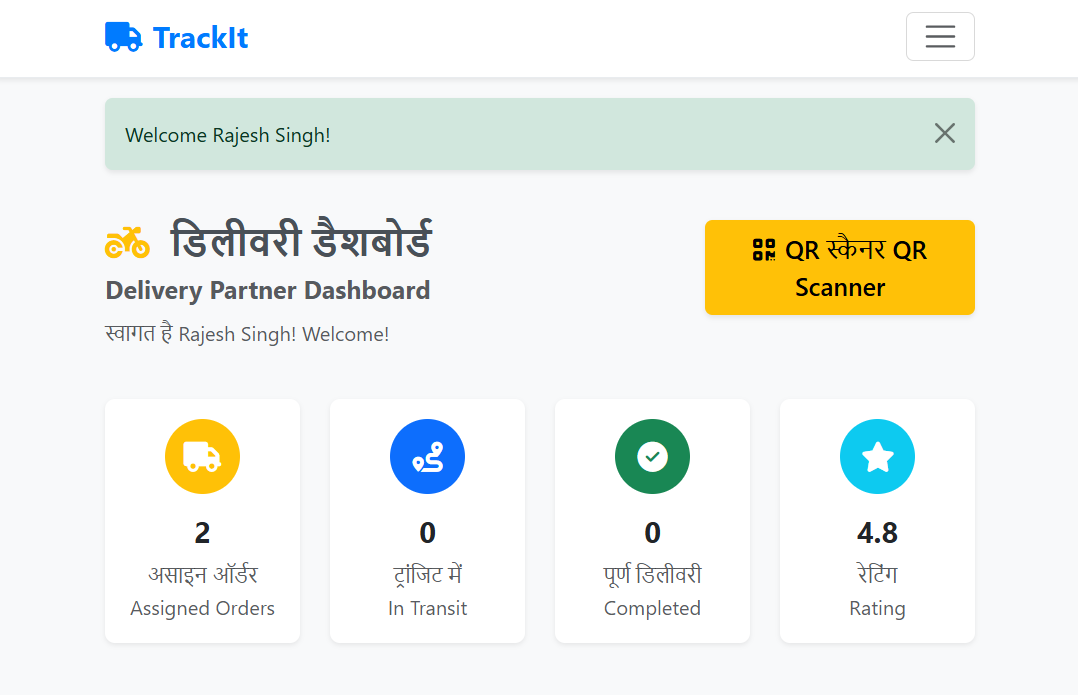 TrackIt
Welcome Rajesh Singh!
डिलीवरी डैशबोर्ड
Delivery Partner Dashboard
स्वागत है Rajesh Singh! Welcome!
QR स्कैनर QR
Scanner
2
असाइन ऑर्डर
Assigned Orders
0
ट्रांजिट में
In Transit
0
पूर्ण डिलीवरी
Completed
4.8
रेटिंग
Rating